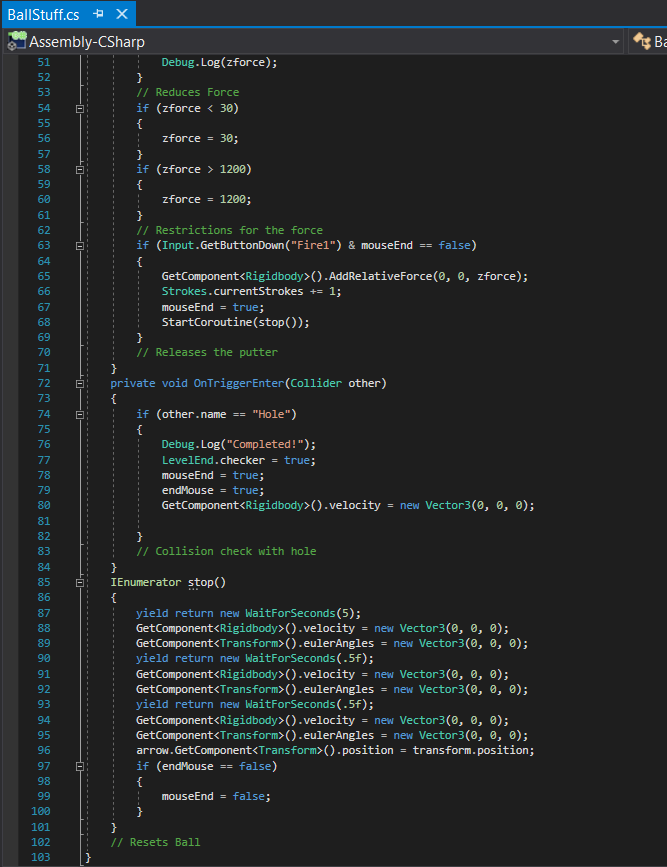 BallStuff.cs
Assembly-CSharp Ba
51 Debug.Log(zforce);
52 }
53 // Reduces Force
54 if (zforce < 30)
55 {
56 zforce = 30;
57 }
58 if (zforce > 1200)
59 {
60 zforce = 1200;
61 }
62 // Restrictions for the force
63 if (Input.GetButtonDown("Fire1") & mouseEnd == false)
64 {
65 GetComponent<Rigidbody>().AddRelativeForce(0, 0, zforce);
66 Strokes.currentStrokes += 1;
67 mouseEnd = true;
68 StartCoroutine(stop());
69 }
70 // Releases the putter
71 }
72 private void OnTriggerEnter(Collider other)
73 {
74 if (other.name == "Hole")
75 {
76 Debug.Log("Completed!");
77 LevelEnd.checker = true;
78 mouseEnd = true;
79 endMouse = true;
80 GetComponent<Rigidbody>().velocity = new Vector3(0, 0, 0);
81
82 }
83 // Collision check with hole
84 }
85 IEnumerator stop()
86 {
87 yield return new WaitForSeconds(5);
88 GetComponent<Rigidbody>().velocity = new Vector3(0, 0, 0);
89 GetComponent<Transform>().eulerAngles = new Vector3(0, 0, 0);
90 yield return new WaitForSeconds(.5f);
91 GetComponent<Rigidbody>().velocity = new Vector3(0, 0, 0);
92 GetComponent<Transform>().eulerAngles = new Vector3(0, 0, 0);
93 yield return new WaitForSeconds(.5f);
94 GetComponent<Rigidbody>().velocity = new Vector3(0, 0, 0);
95 GetComponent<Transform>().eulerAngles = new Vector3(0, 0, 0);
96 arrow.GetComponent<Transform>().position = transform.position;
97 if (endMouse == false)
98 {
99 mouseEnd = false;
100 }
101 }
102 // Resets Ball
103 }